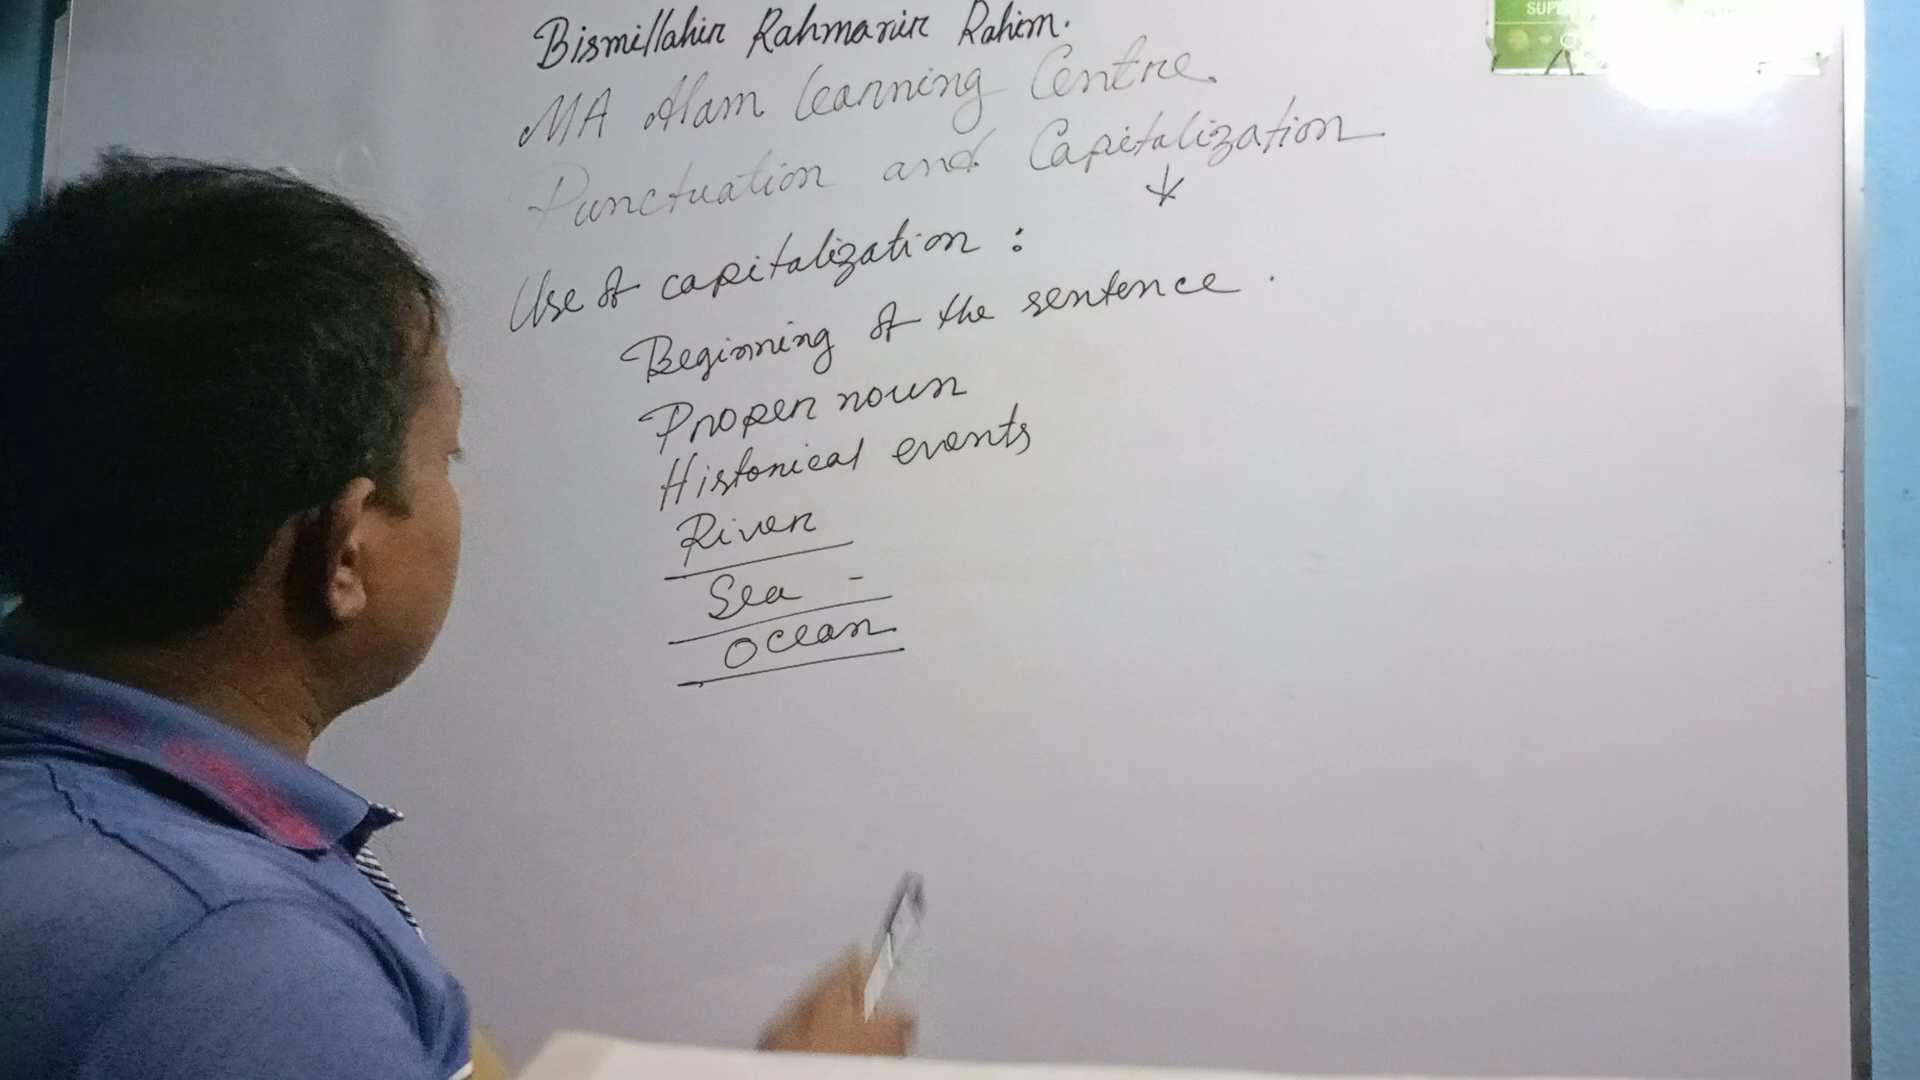 Bismillahir Rahmanir Rahim.
MA Alam Learning Centre.
Punctuation and Capitalization
Use of capitalization :
Beginning of the sentence.
Proper noun
Historical events
River
Sea -
Ocean